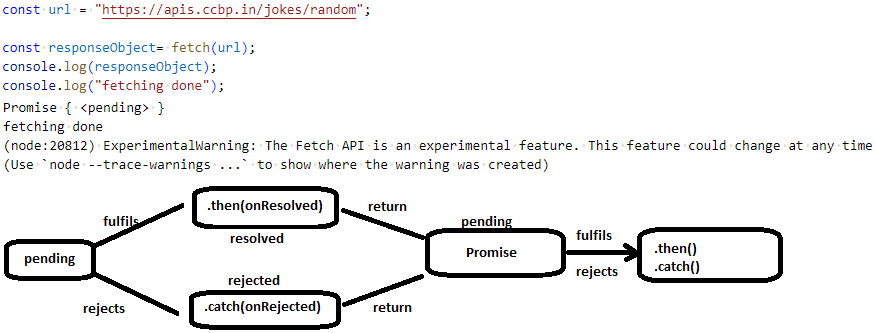 const url = "https://apis.ccbp.in/jokes/random";
const responseObject= fetch(url);
console.log(responseObject);
console.log("fetching done");
Promise { <pending> }
fetching done
(node:20812) ExperimentalWarning: The Fetch API is an experimental feature. This feature could change at any time
(Use `node --trace-warnings ...` to show where the warning was created)
.then(onResolved)
return
fulfils
pending
resolved
fulfils
.then()
pending
Promise
.catch()
rejected
rejects
rejects
.catch(onRejected)
return